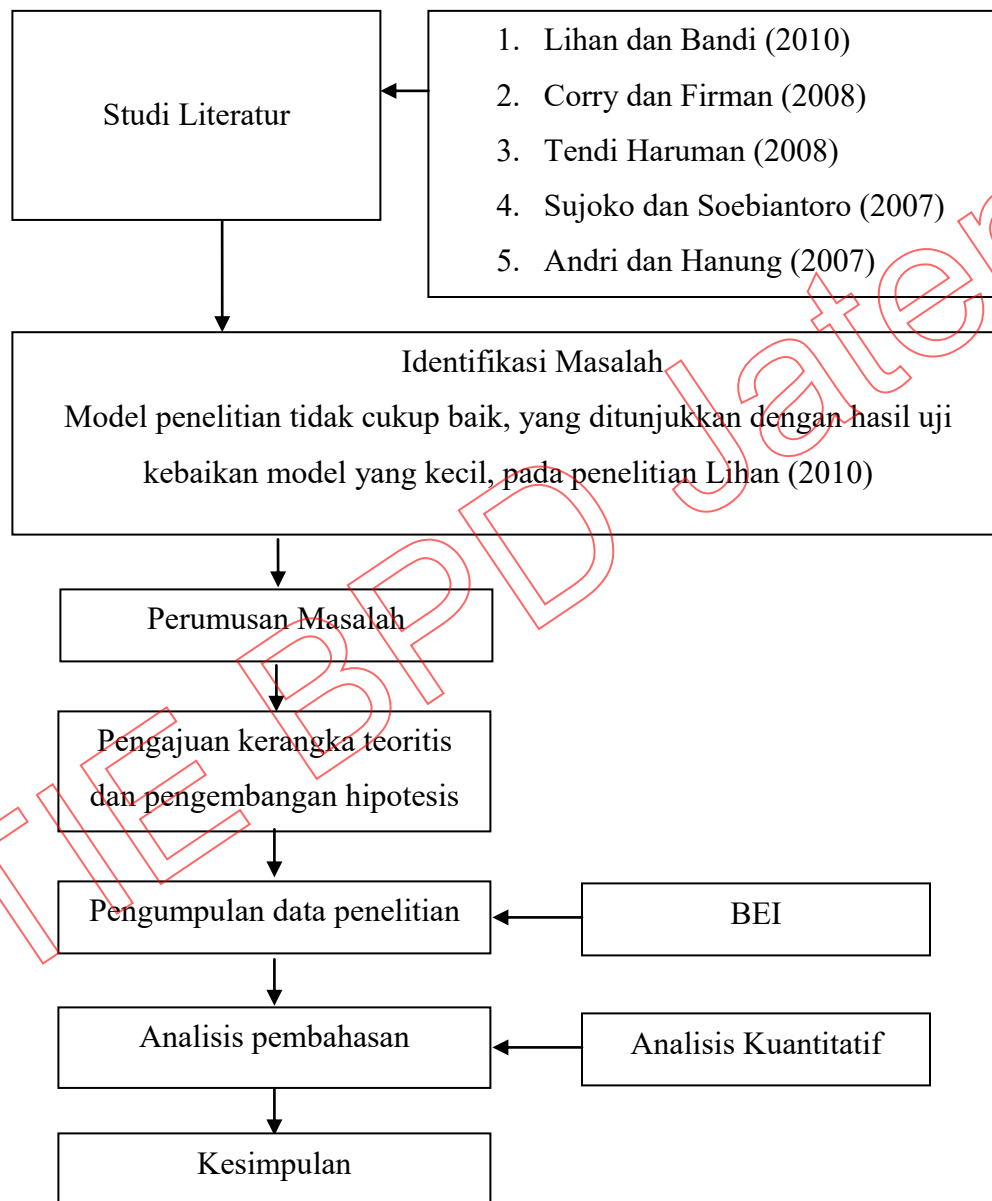 Studi Literatur
1. Lihan dan Bandi (2010)
2. Corry dan Firman (2008)
3. Tendi Haruman (2008)
4. Sujoko dan Soebiantoro (2007)
5. Andri dan Hanung (2007)
Identifikasi Masalah
Model penelitian tidak cukup baik, yang ditunjukkan dengan hasil uji
kebaikan model yang kecil, pada penelitian Lihan (2010)
Perumusan Masalah
Pengajuan kerangka teoritis
dan pengembangan hipotesis
Pengumpulan data penelitian
BEI
Analisis pembahasan
Analisis Kuantitatif
Kesimpulan
TIE BPD Jaten